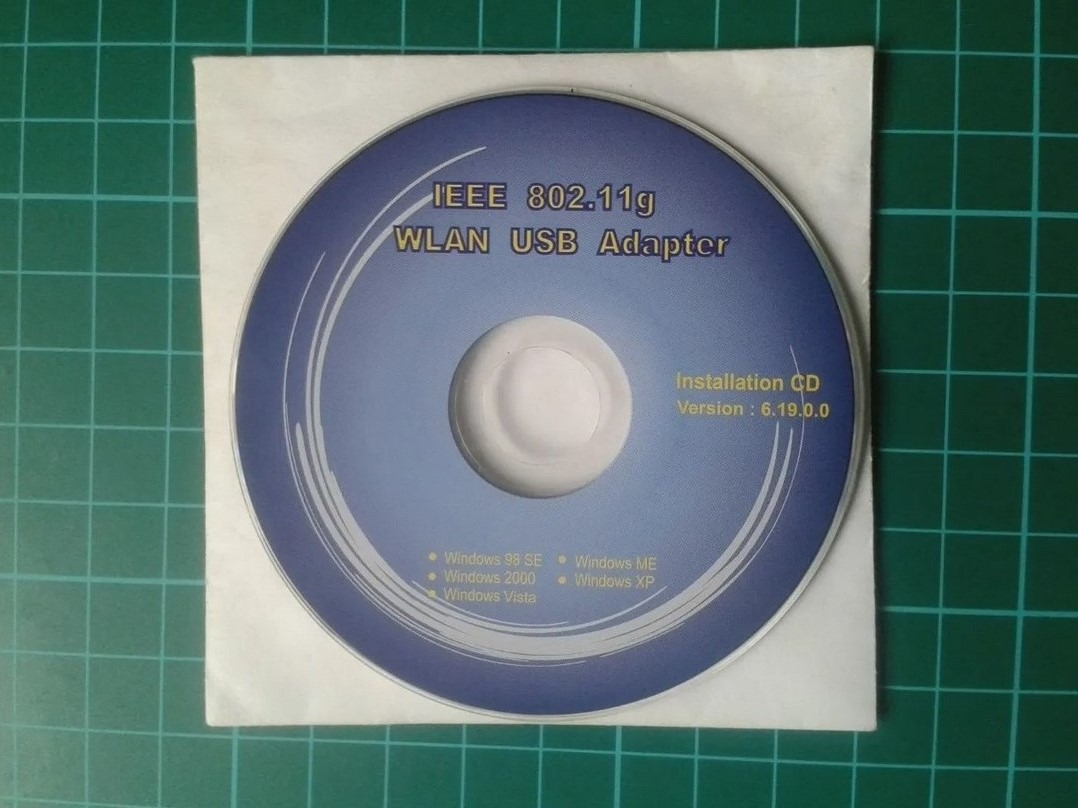 IEEE 802.11g
WLAN USB Adapter
Installation CD
Version : 6.19.0.0
• Windows 98 SE • Windows ME
• Windows 2000 • Windows XP
• Windows Vista